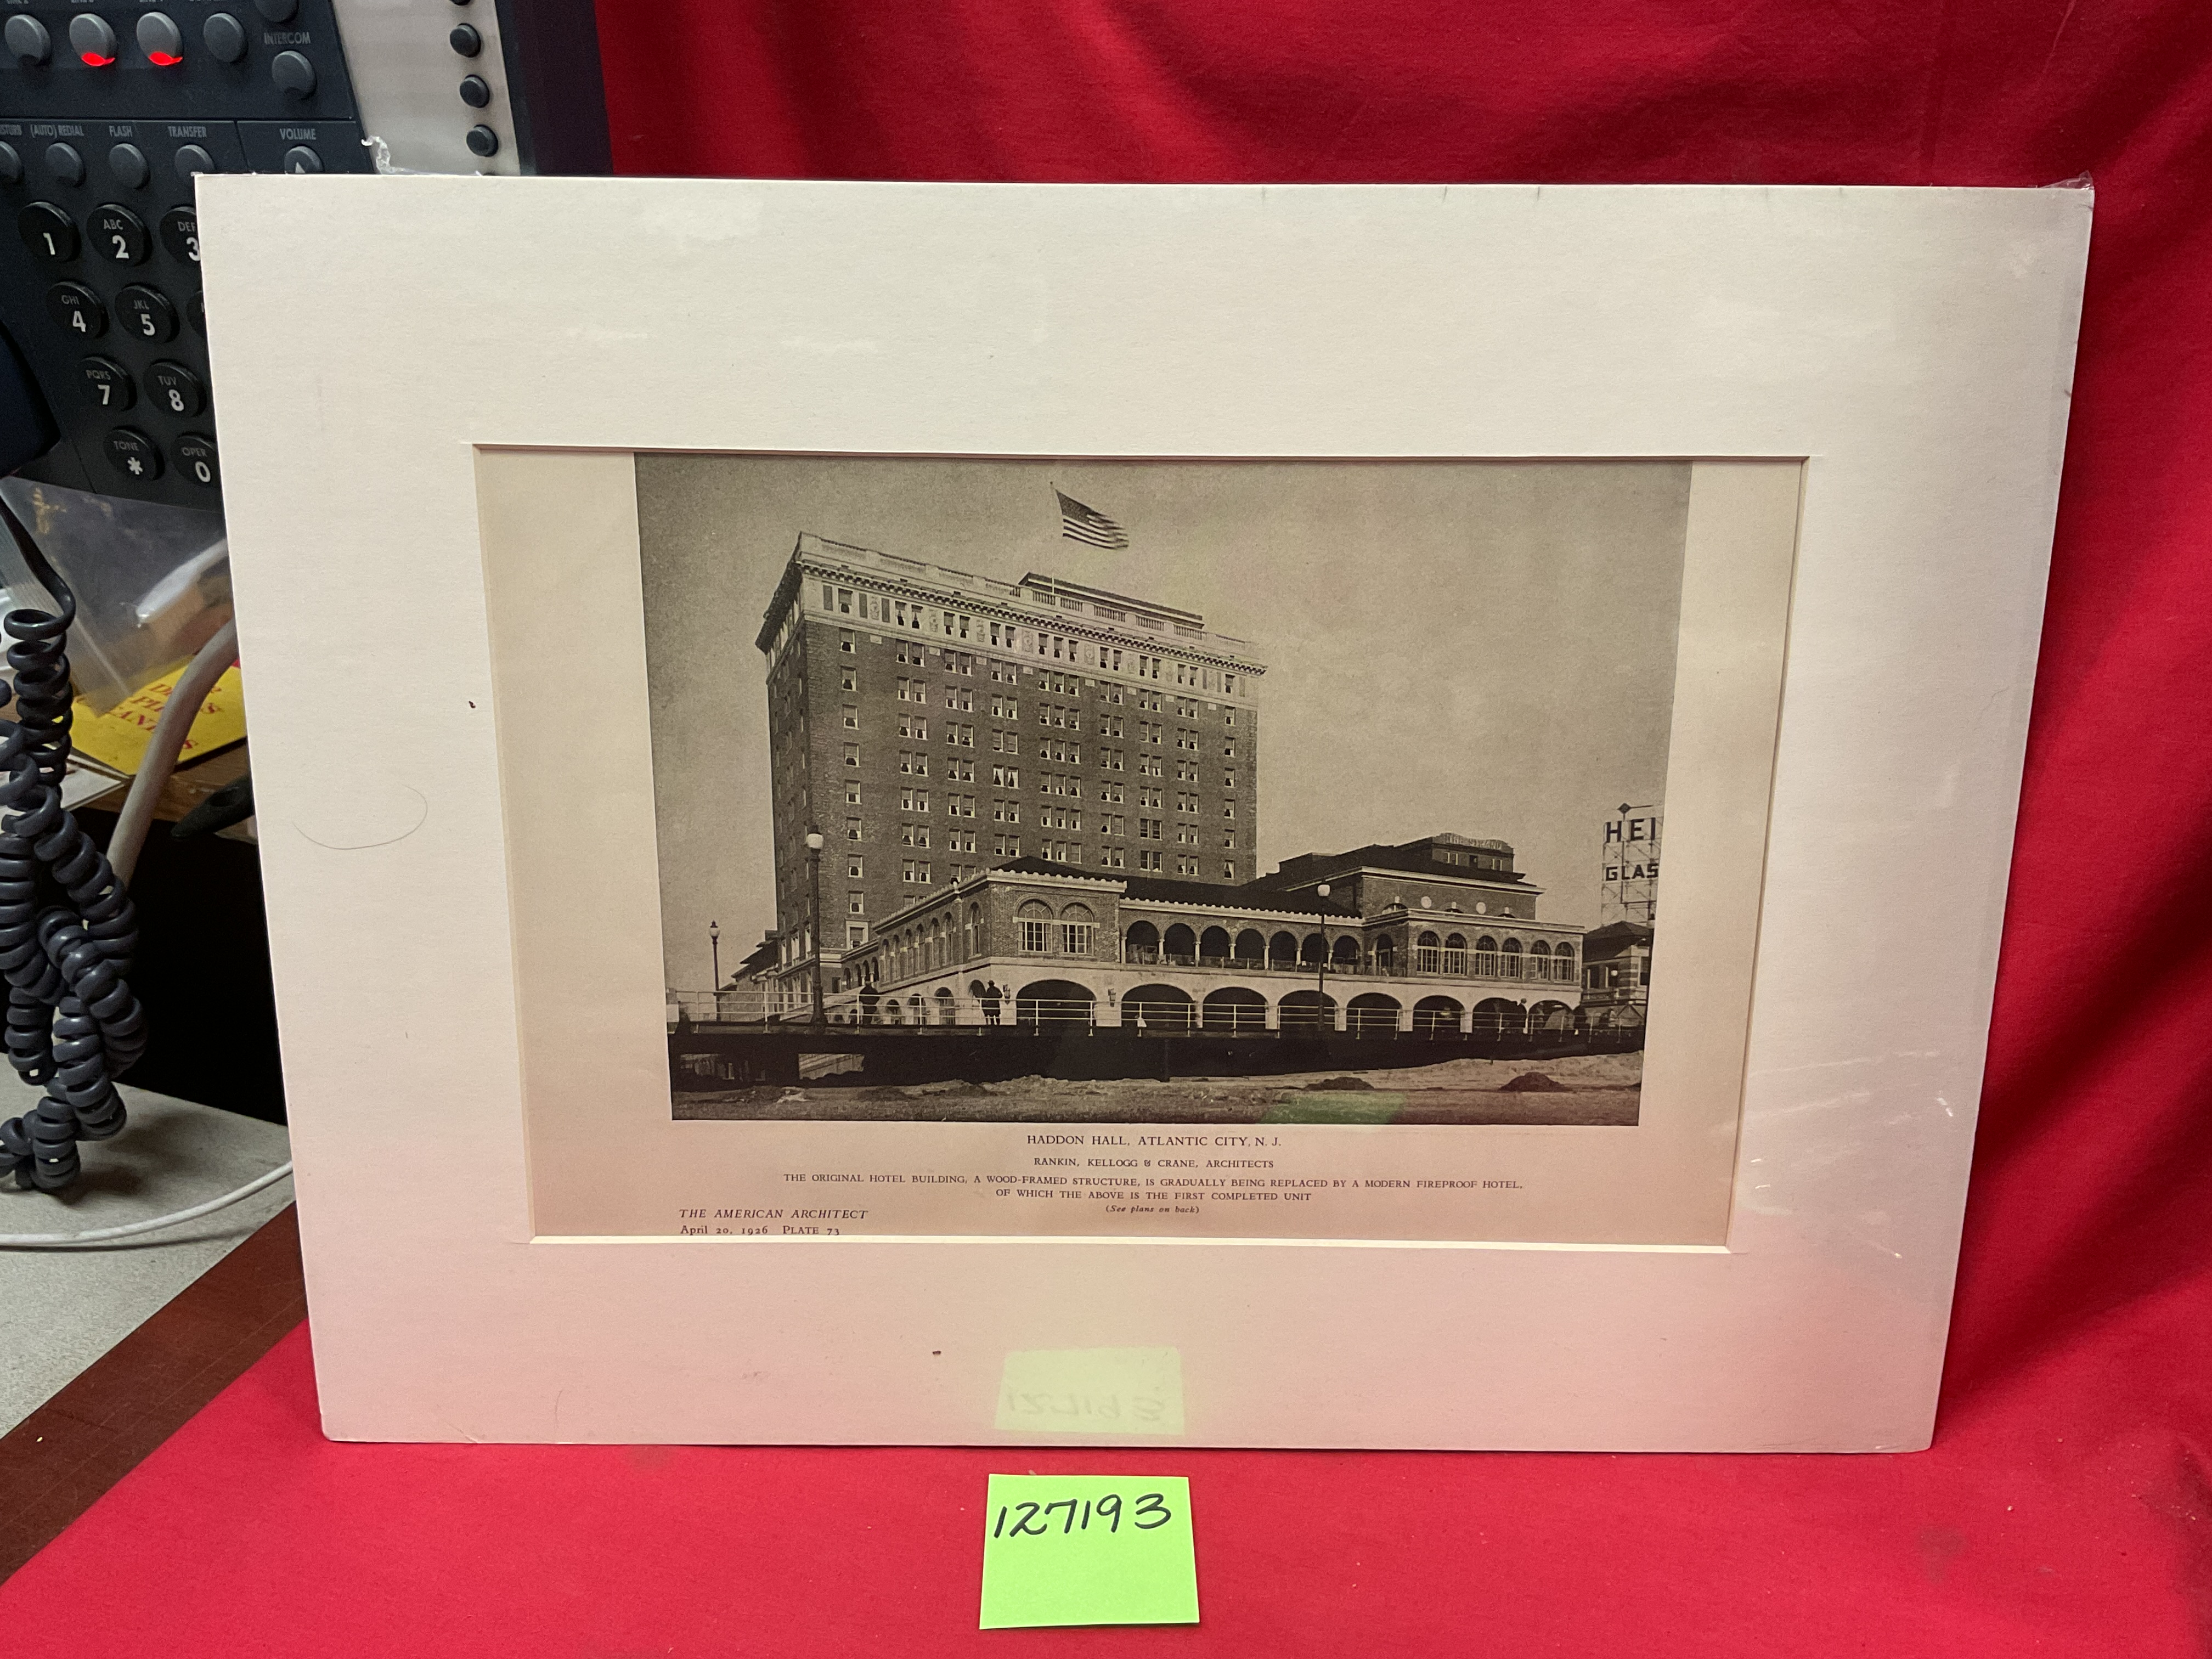 INTERCOM
(AUTO) REDIAL FLASH TRANSFER VOLUME
1 ABC 2 DEF 3
GHI 4 JKL 5
PQRS 7 TUV 8
TONE * OPER 0
HEI
GLAS
HADDON HALL, ATLANTIC CITY, N. J.
RANKIN, KELLOGG & CRANE, ARCHITECTS
THE ORIGINAL HOTEL BUILDING, A WOOD-FRAMED STRUCTURE, IS GRADUALLY BEING REPLACED BY A MODERN FIREPROOF HOTEL,
OF WHICH THE ABOVE IS THE FIRST COMPLETED UNIT
(See plans on back)
THE AMERICAN ARCHITECT
April 20, 1926 PLATE 73
127193